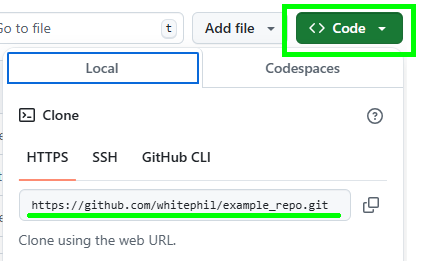 Go to file t Add file <> Code
Local Codespaces
Clone
HTTPS SSH GitHub CLI
https://github.com/whitephil/example_repo.git
Clone using the web URL.